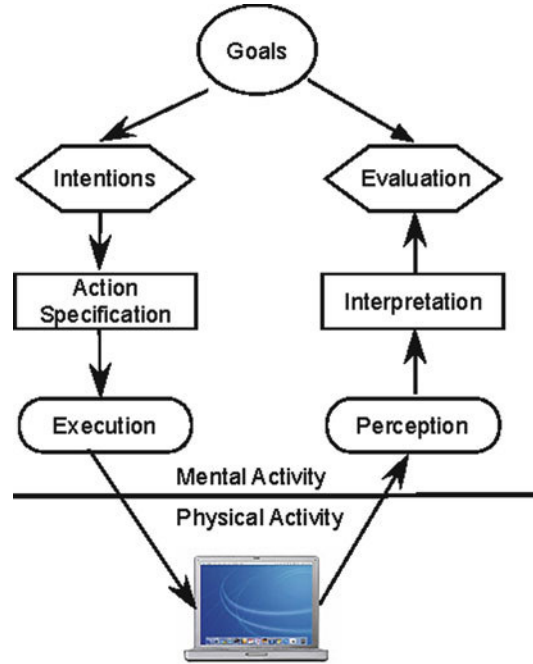 Goals
Intentions
Evaluation
Action
Specification
Interpretation
Execution
Perception
Mental Activity
Physical Activity